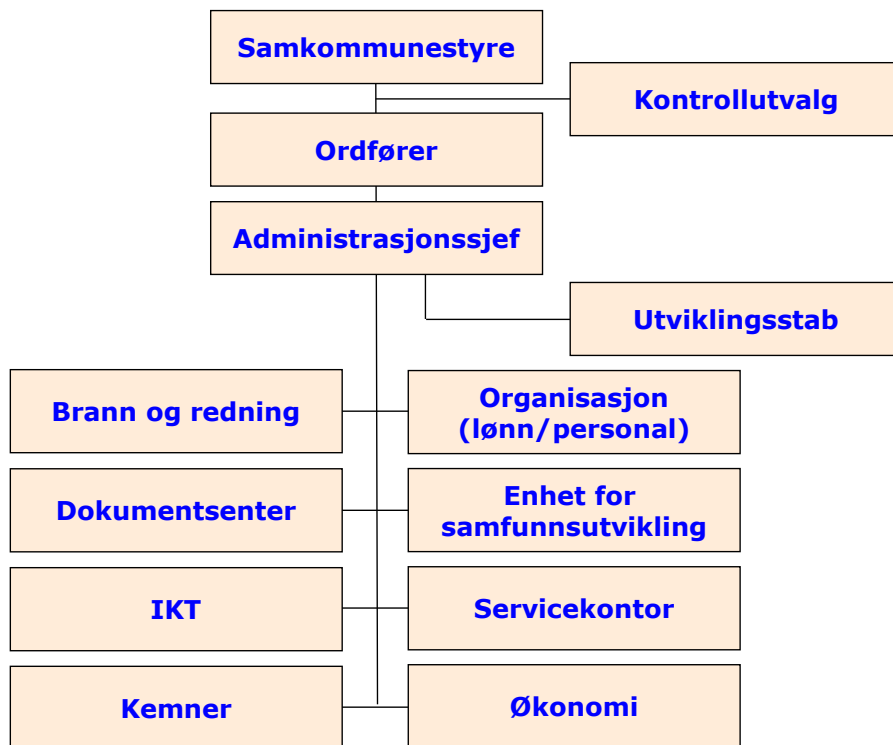 Samkommunestyre
Kontrollutvalg
Ordfører
Administrasjonssjef
Utviklingsstab
Brann og redning
Organisasjon
(lønn/personal)
Dokumentsenter
Enhet for
samfunnsutvikling
IKT
Servicekontor
Kemner
Økonomi